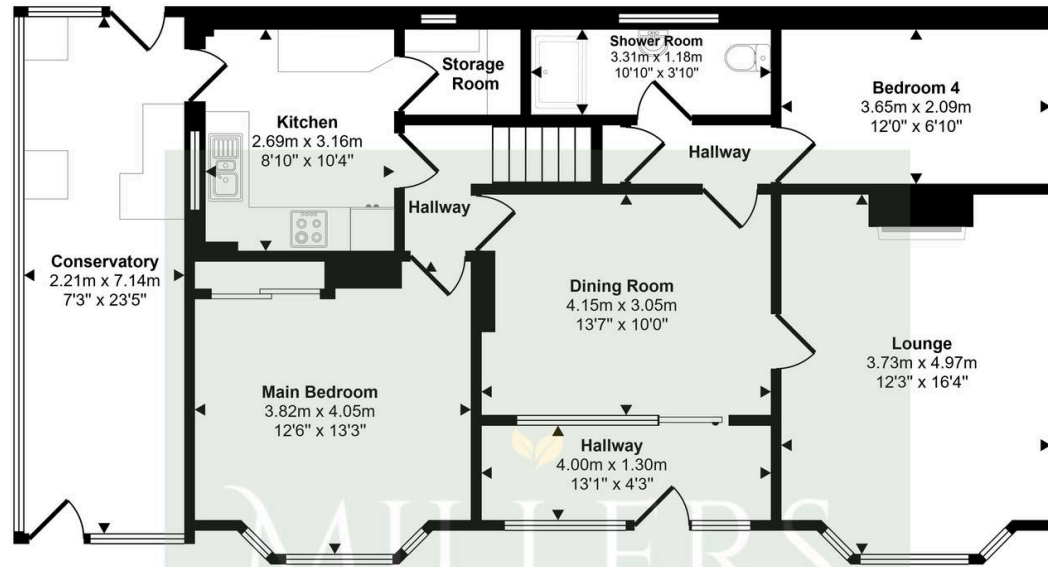 Shower Room
3.31m x 1.18m
10'10" x 3'10"
Storage
Room
Bedroom 4
3.65m x 2.09m
12'0" x 6'10"
Kitchen
2.69m x 3.16m
8'10" x 10'4"
Hallway
Hallway
Conservatory
2.21m x 7.14m
7'3" x 23'5"
Dining Room
4.15m x 3.05m
13'7" x 10'0"
Lounge
3.73m x 4.97m
12'3" x 16'4"
Main Bedroom
3.82m x 4.05m
12'6" x 13'3"
Hallway
4.00m x 1.30m
13'1" x 4'3"
MILLERS